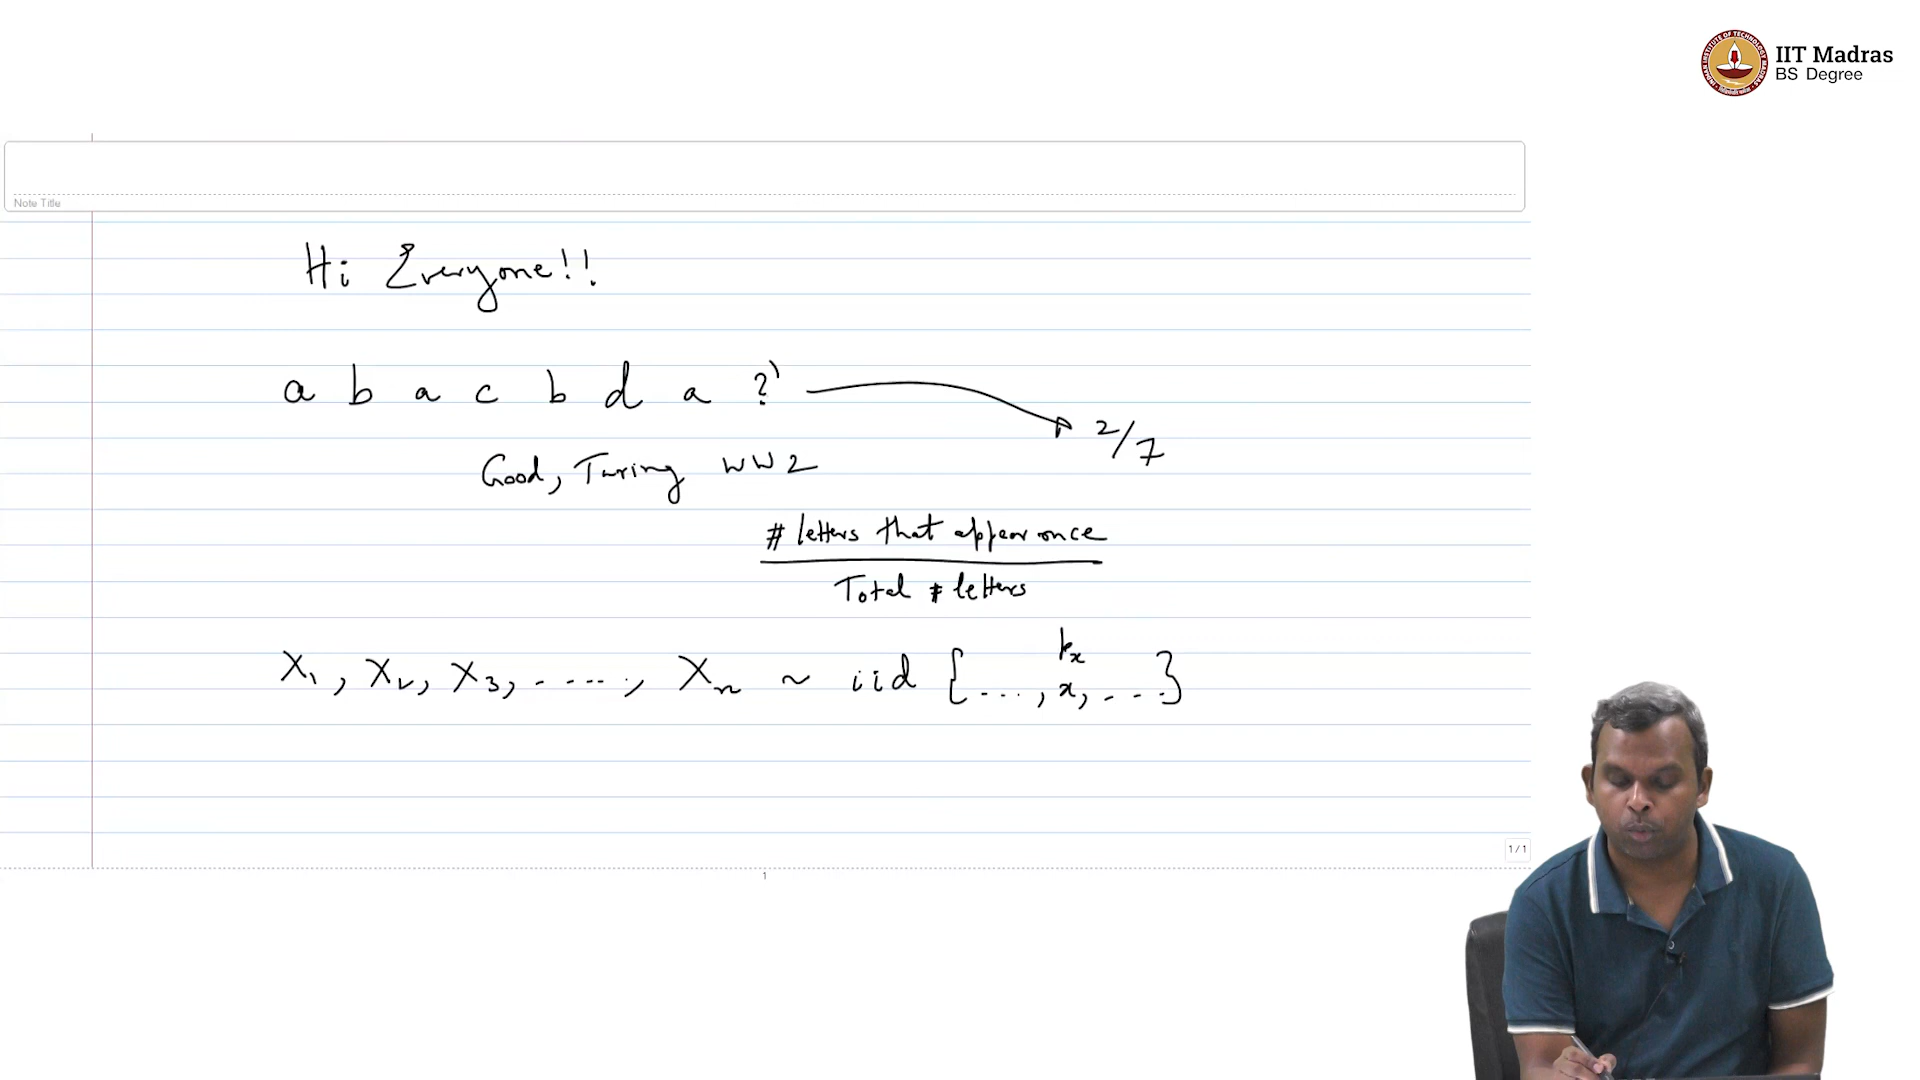 IIT Madras
BS Degree
Note Title
Hi Everyone!!
a b a c b d a ?
2/7
Good, Turing WW2
# letters that appear once
Total # letters
pₓ
X₁, X₂, X₃, ....., Xₙ ~ iid {..., x, ...}
1/1
1